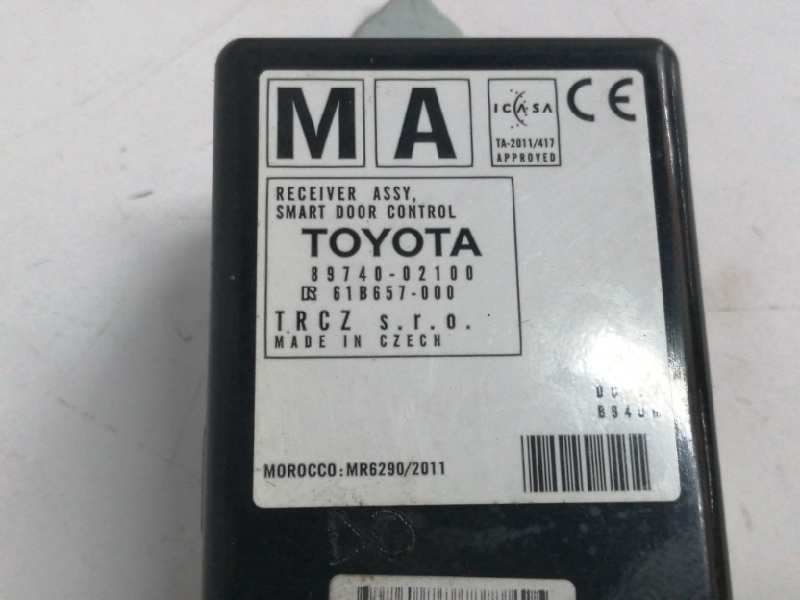 M A
ICASA
TA-2011/417
APPROVED
CE
RECEIVER ASSY,
SMART DOOR CONTROL
TOYOTA
89740-02100
61B657-000
TRCZ s.r.o.
MADE IN CZECH
MOROCCO:MR6290/2011